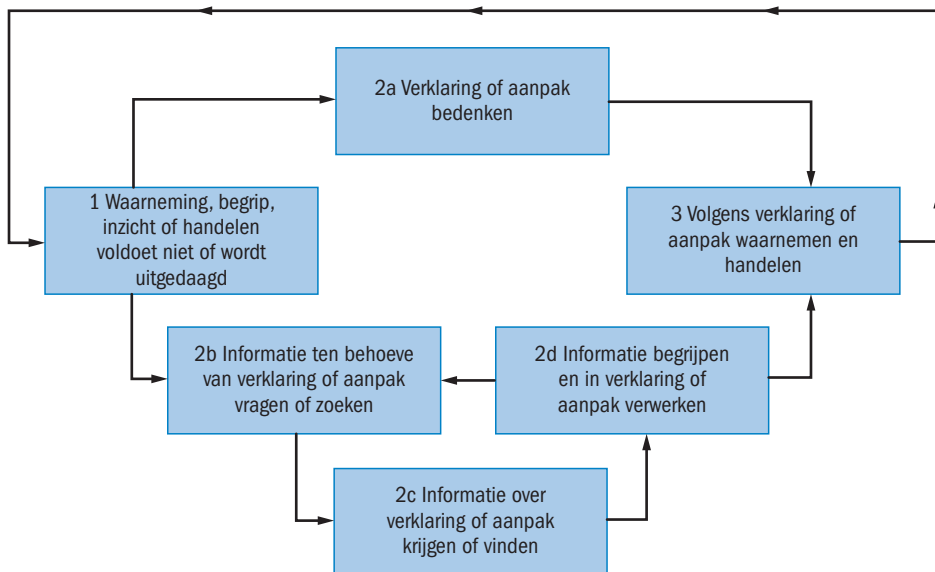 2a Verklaring of aanpak
bedenken
1 Waarneming, begrip,
inzicht of handelen
voldoet niet of wordt
uitgedaagd
3 Volgens verklaring of
aanpak waarnemen en
handelen
2b Informatie ten behoeve
van verklaring of aanpak
vragen of zoeken
2d Informatie begrijpen
en in verklaring of
aanpak verwerken
2c Informatie over
verklaring of aanpak
krijgen of vinden